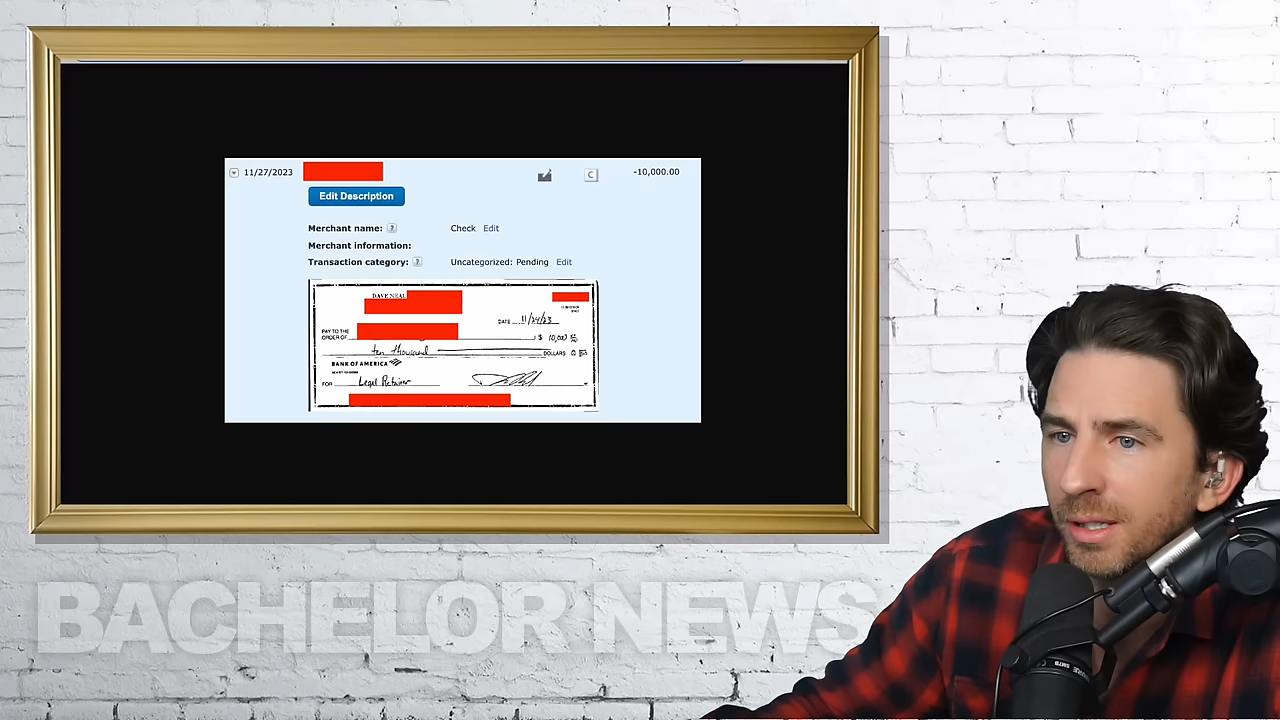 11/27/2023 C -10,000.00
Edit Description
Merchant name: ? Check Edit
Merchant information:
Transaction category: ? Uncategorized: Pending Edit
DAVE NEAL
DATE 11/24/23
PAY TO THE
ORDER OF $ 10,000
ten thousand DOLLARS
BANK OF AMERICA
FOR Legal Retainer
BACHELOR NEWS
SHURE SM7B